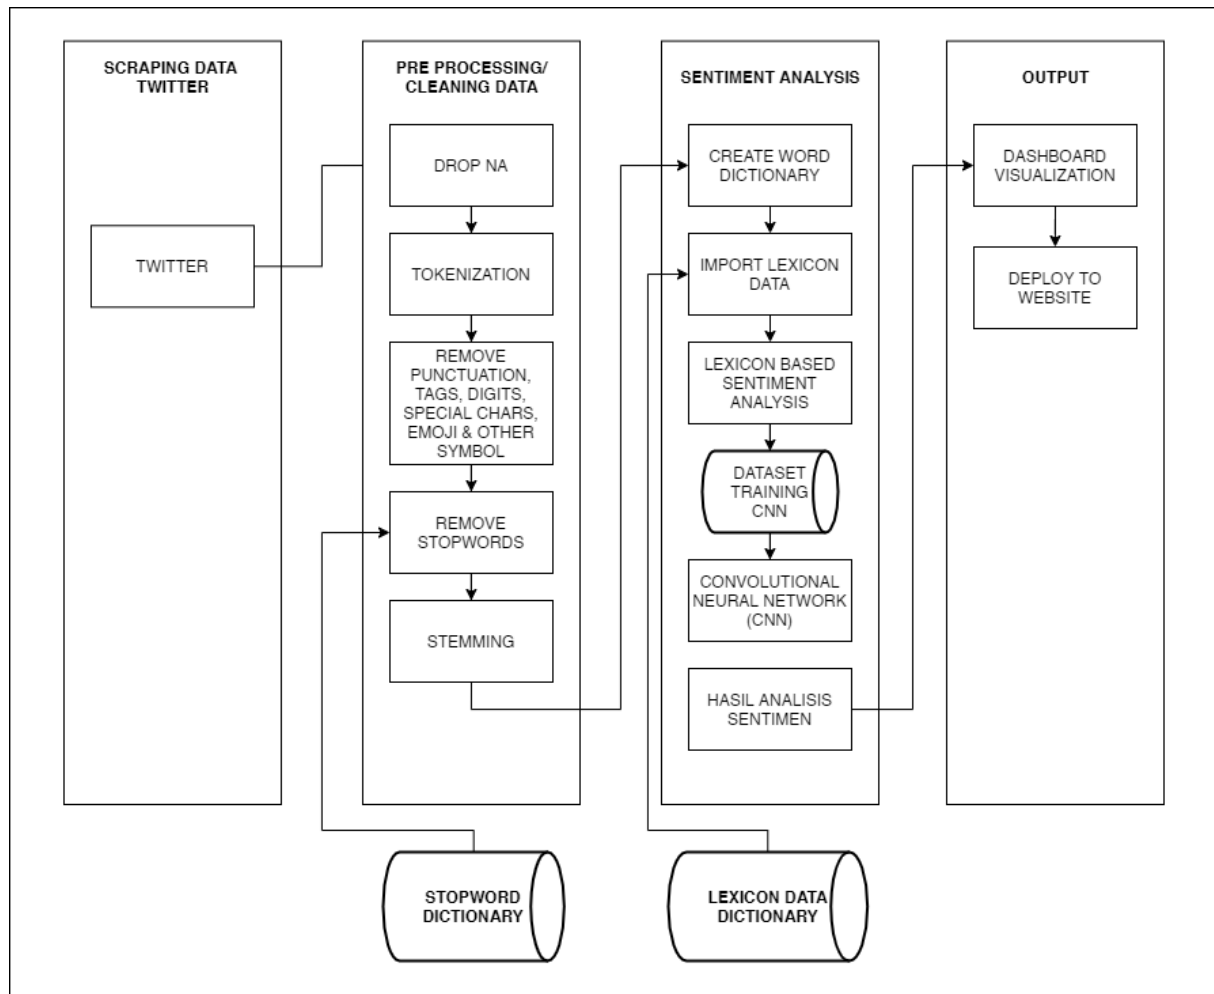 SCRAPING DATA
TWITTER
TWITTER
PRE PROCESSING/
CLEANING DATA
DROP NA
TOKENIZATION
REMOVE
PUNCTUATION,
TAGS, DIGITS,
SPECIAL CHARS,
EMOJI & OTHER
SYMBOL
REMOVE
STOPWORDS
STEMMING
STOPWORD
DICTIONARY
SENTIMENT ANALYSIS
CREATE WORD
DICTIONARY
IMPORT LEXICON
DATA
LEXICON BASED
SENTIMENT
ANALYSIS
DATASET
TRAINING
CNN
CONVOLUTIONAL
NEURAL NETWORK
(CNN)
HASIL ANALISIS
SENTIMEN
LEXICON DATA
DICTIONARY
OUTPUT
DASHBOARD
VISUALIZATION
DEPLOY TO
WEBSITE